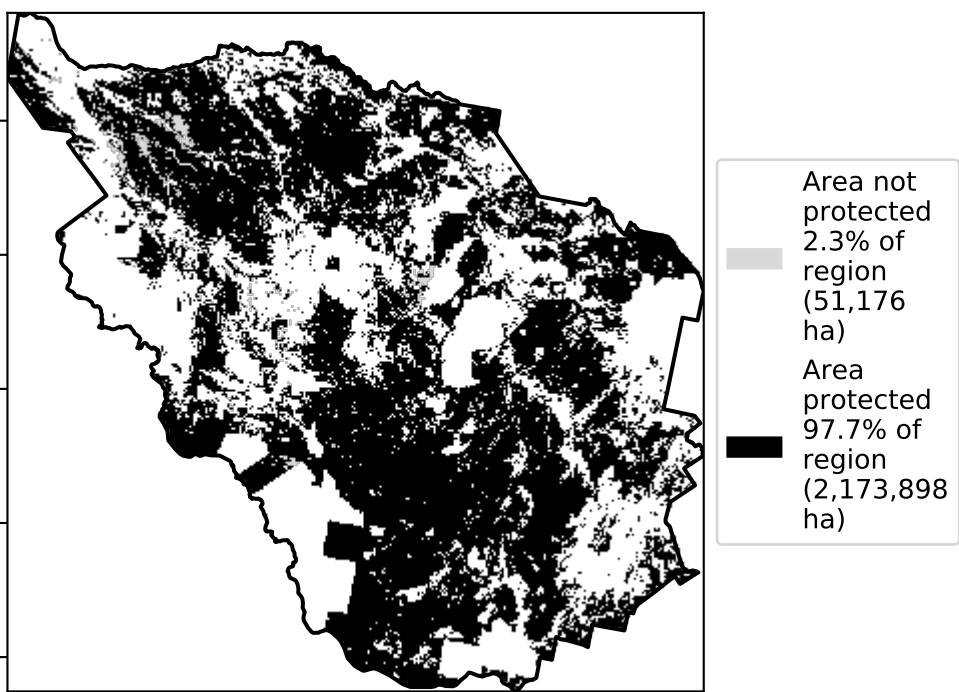 Area not
protected
2.3% of
region
(51,176
ha)
Area
protected
97.7% of
region
(2,173,898
ha)